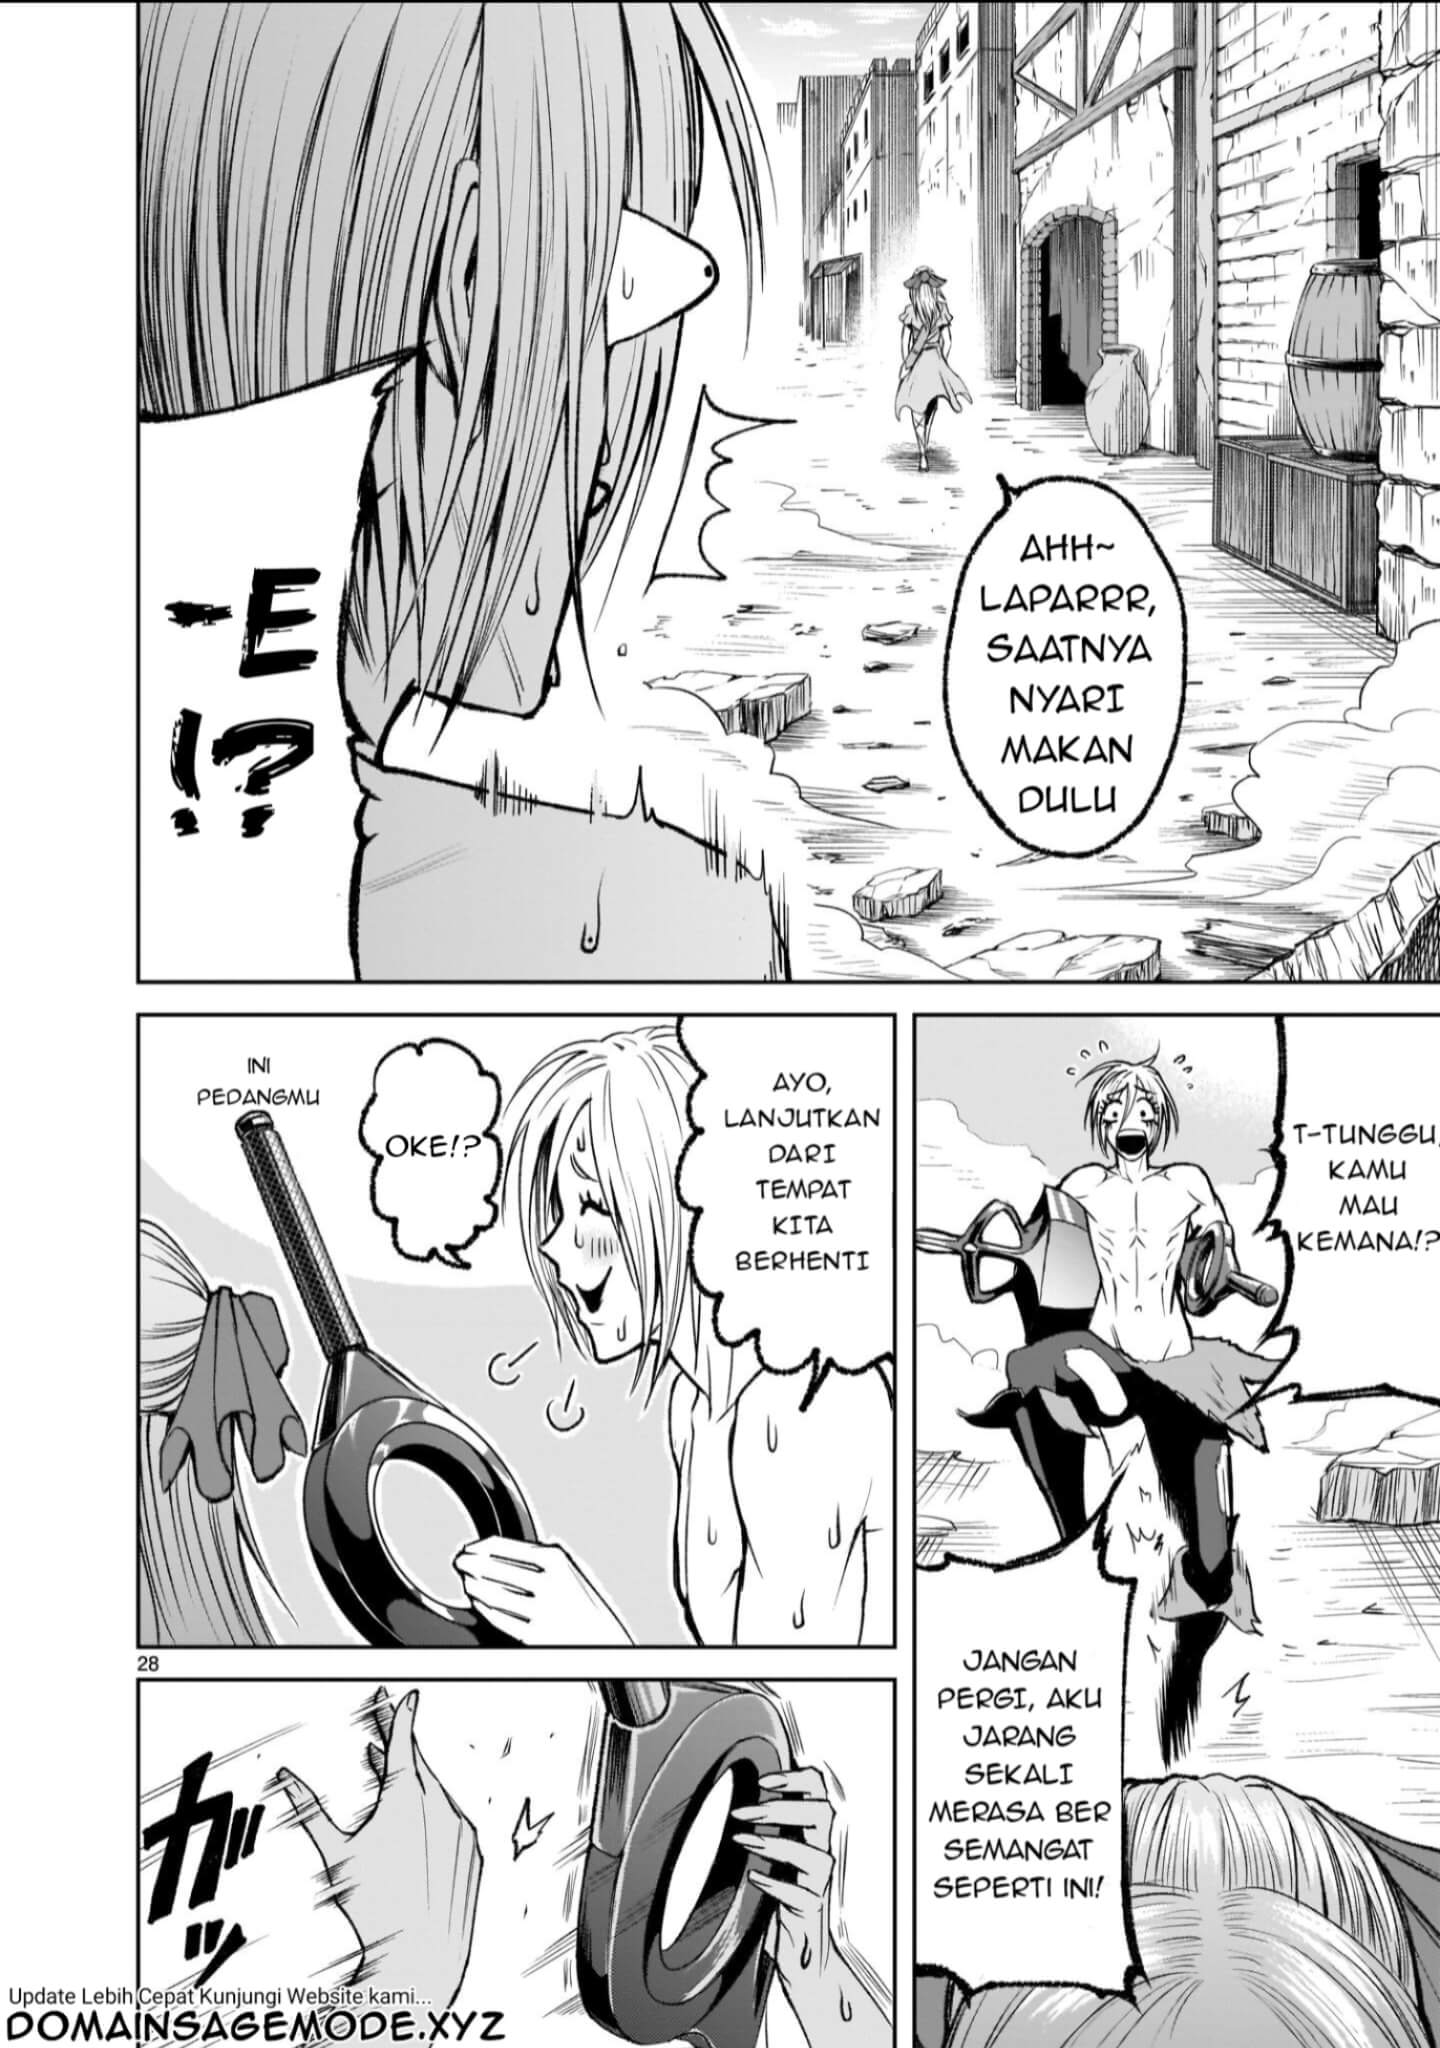 AHH~
LAPARRR,
SAATNYA
NYARI
MAKAN
DULU
-E
!?
T-TUNGGU,
KAMU
MAU
KEMANA!?
JANGAN
PERGI, AKU
JARANG
SEKALI
MERASA BER
SEMANGAT
SEPERTI INI!
AYO,
LANJUTKAN
DARI
TEMPAT
KITA
BERHENTI
OKE!?
INI
PEDANGMU
28
ガッ
Update Lebih Cepat Kunjungi Website kami...
DOMAINSAGEMODE.XYZ